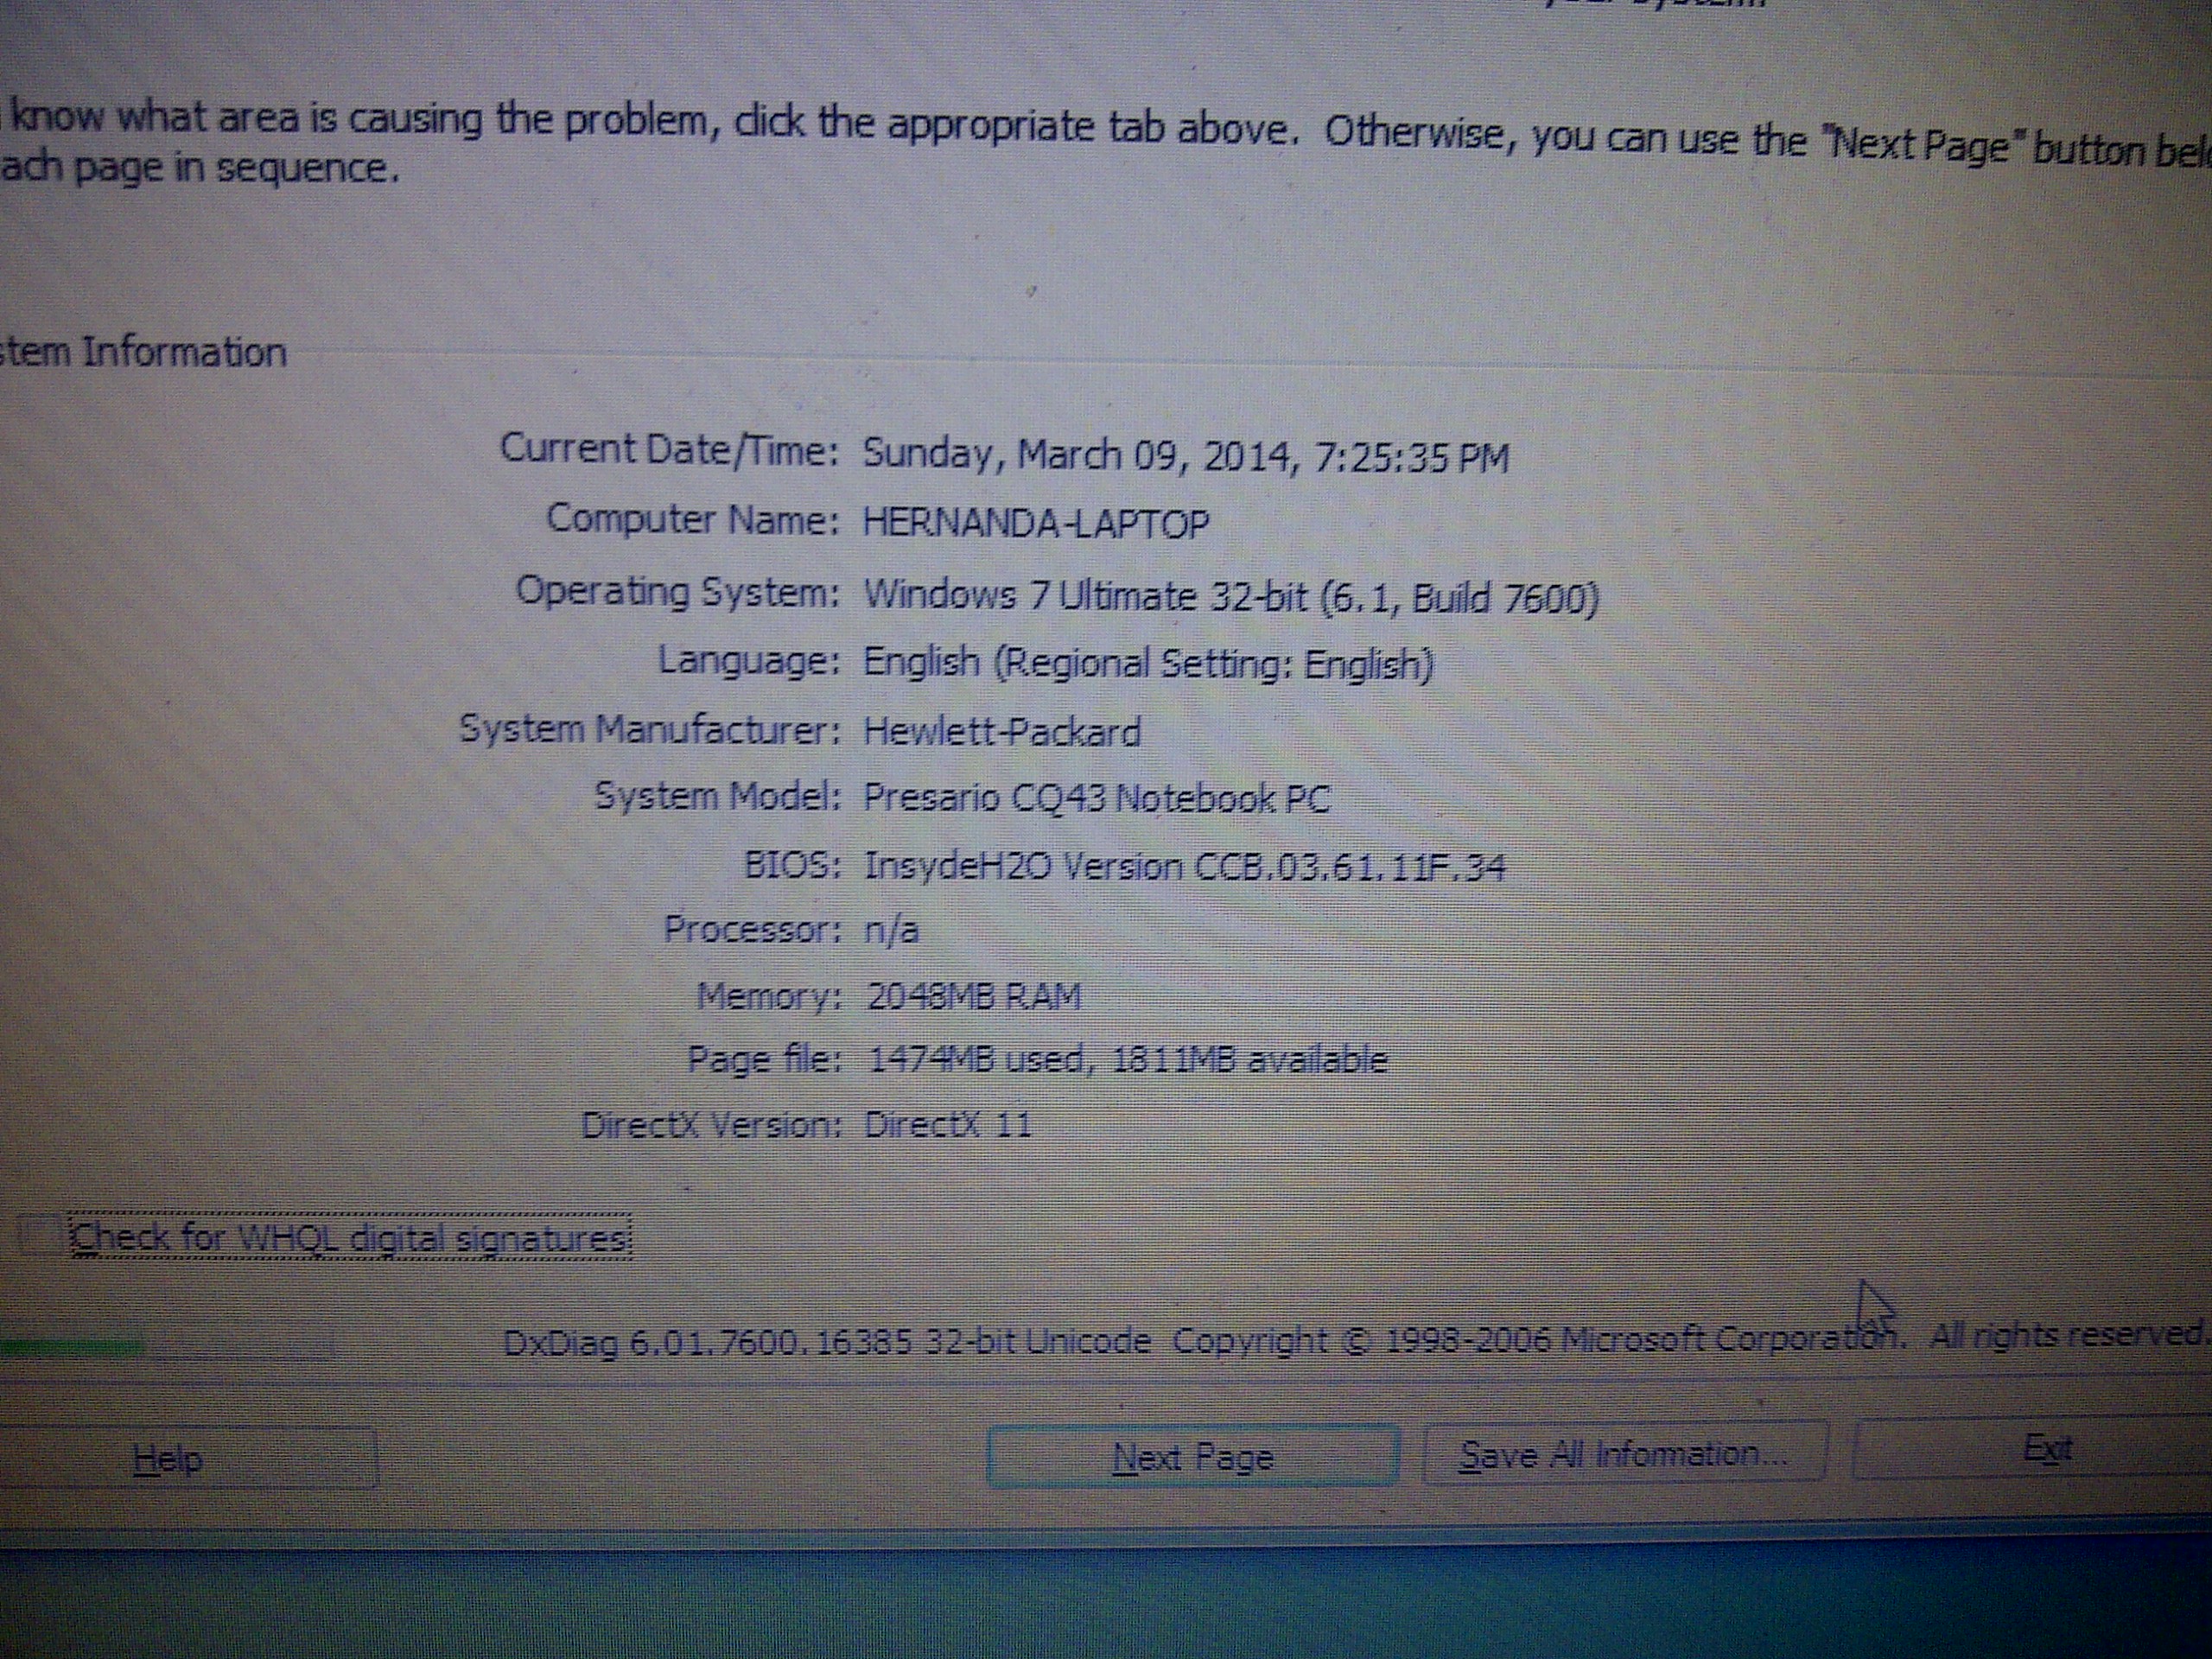 know what area is causing the problem, click the appropriate tab above. Otherwise, you can use the "Next Page" button
ach page in sequence.
stem Information
Current Date/Time: Sunday, March 09, 2014, 7:25:35 PM
Computer Name: HERNANDA-LAPTOP
Operating System: Windows 7 Ultimate 32-bit (6.1, Build 7600)
Language: English (Regional Setting: English)
System Manufacturer: Hewlett-Packard
System Model: Presario CQ43 Notebook PC
BIOS: InsydeH2O Version CCB.03.61.11F.34
Processor: n/a
Memory: 2048MB RAM
Page file: 1474MB used, 1811MB available
DirectX Version: DirectX 11
Check for WHQL digital signatures
DxDiag 6.01.7600.16385 32-bit Unicode Copyright © 1998-2006 Microsoft Corporation. All rights reserved.
Help
Next Page
Save All Information...
Exit